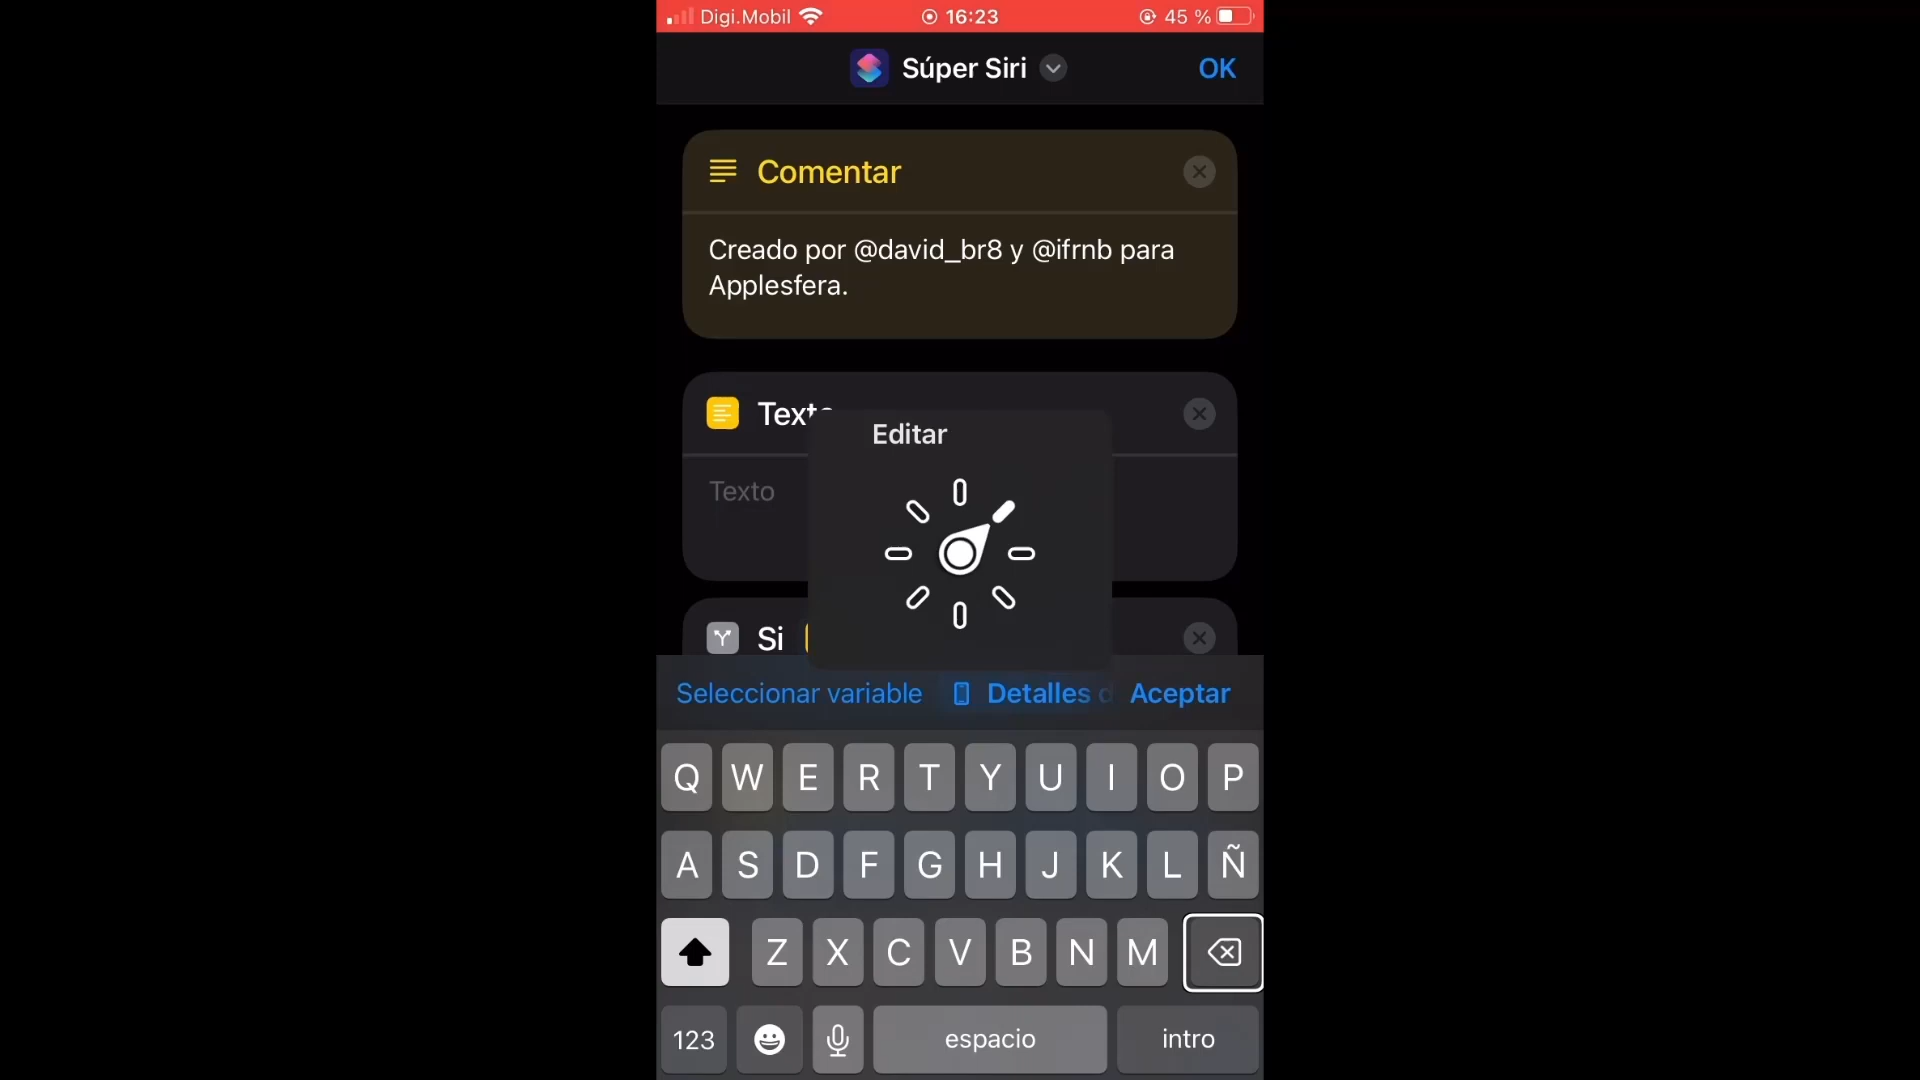 Digi.Mobil 16:23 45 %
Súper Siri OK
Comentar
Creado por @david_br8 y @ifrnb para
Applesfera.
Texto
Editar
Texto
Si
Seleccionar variable Detalles d Aceptar
Q W E R T Y U I O P
A S D F G H J K L Ñ
Z X C V B N M
123 espacio intro